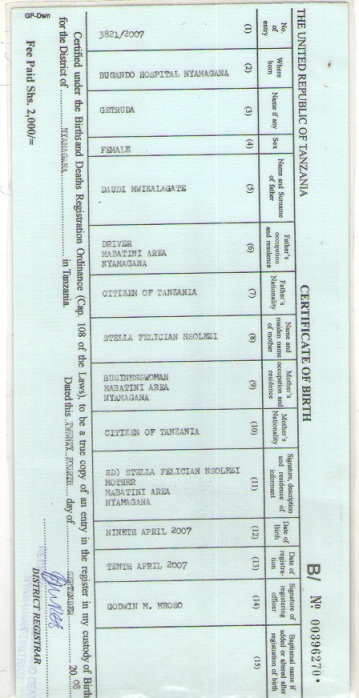 GP-Dsm
THE UNITED REPUBLIC OF TANZANIA
CERTIFICATE OF BIRTH
B/ Nº 00396270
No. of entry
Where born
Name if any
Sex
Name and Surname of father
Father's occupation and residence
Father's Nationality
Name and maiden name of mother
Mother's occupation and residence
Mother's Nationality
Signature, description and residence of informant
Date of Birth
Date of registra-tion
Signature of registering officer
Baptismal name if added or altered after registration of birth
(1) (2) (3) (4) (5) (6) (7) (8) (9) (10) (11) (12) (13) (14) (15)
3821/2007
BUGANDO HOSPITAL NYAMAGANA
GETRUDA
FEMALE
DAUDI MWIKALAGATE
DRIVER
MABATINI AREA
NYAMAGANA
CITIZEN OF TANZANIA
STELLA FELICIAN NSOLEZI
BUSINESSWOMAN
MABATINI AREA
NYAMAGANA
CITIZEN OF TANZANIA
SD) STELLA FELICIAN NSOLEZI
MOTHER
MABATINI AREA
NYAMAGANA
NINETH APRIL 2007
TENTH APRIL 2007
GODWIN M. MROSO
Certified under the Births and Deaths Registration Ordinance (Cap. 108 of the Laws), to be a true copy of an entry in the register in my custody of Birth
for the District of NYAMAGANA in Tanzania. Dated this TWENTY FOURTH day of SEPTEMBER 2008
Fee Paid Shs. 2,000/=
DISTRICT REGISTRAR